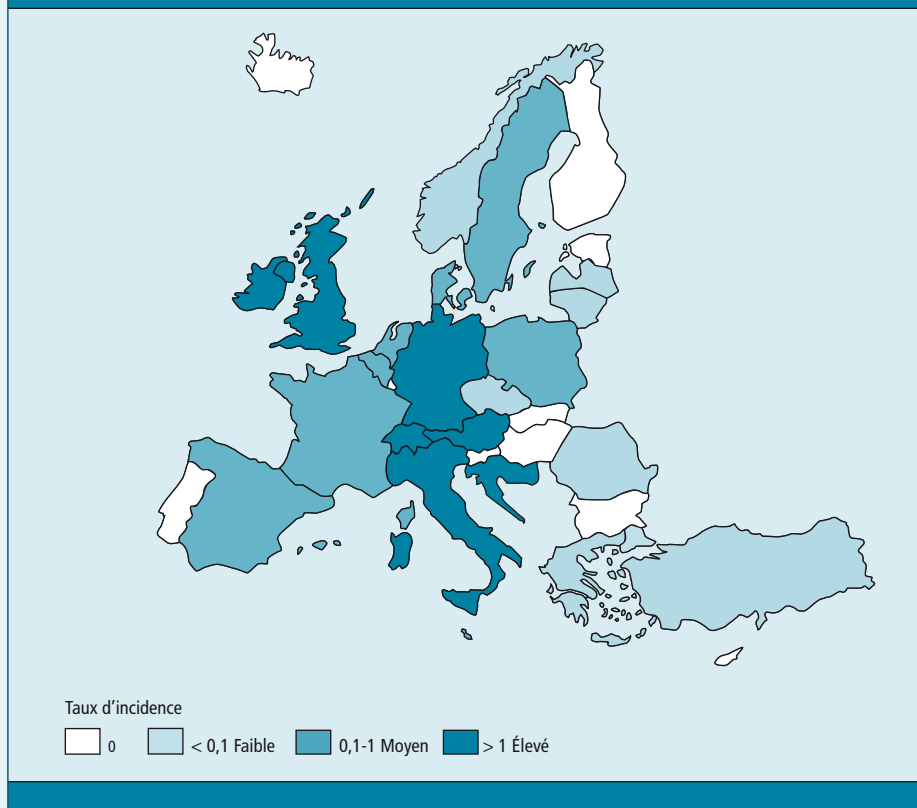 Taux d'incidence
0 < 0,1 Faible 0,1-1 Moyen > 1 Élevé